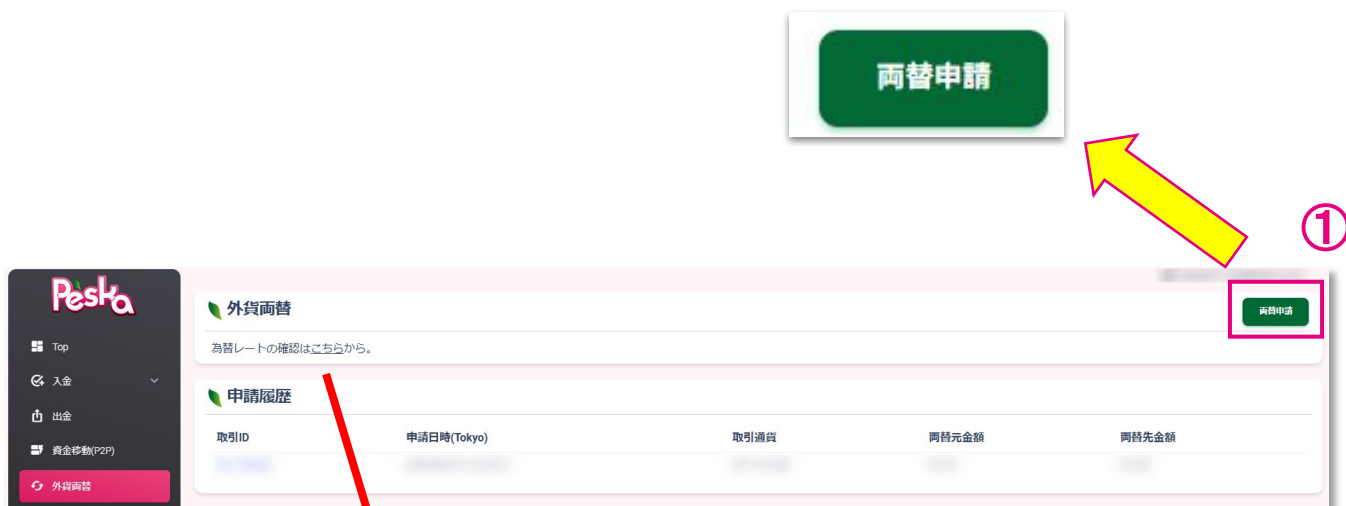 両替申請
①
Peska
外貨両替
両替申請
為替レートの確認はこちらから。
Top
入金
出金
資金移動(P2P)
外貨両替
申請履歴
取引ID 申請日時(Tokyo) 取引通貨 両替元金額 両替先金額